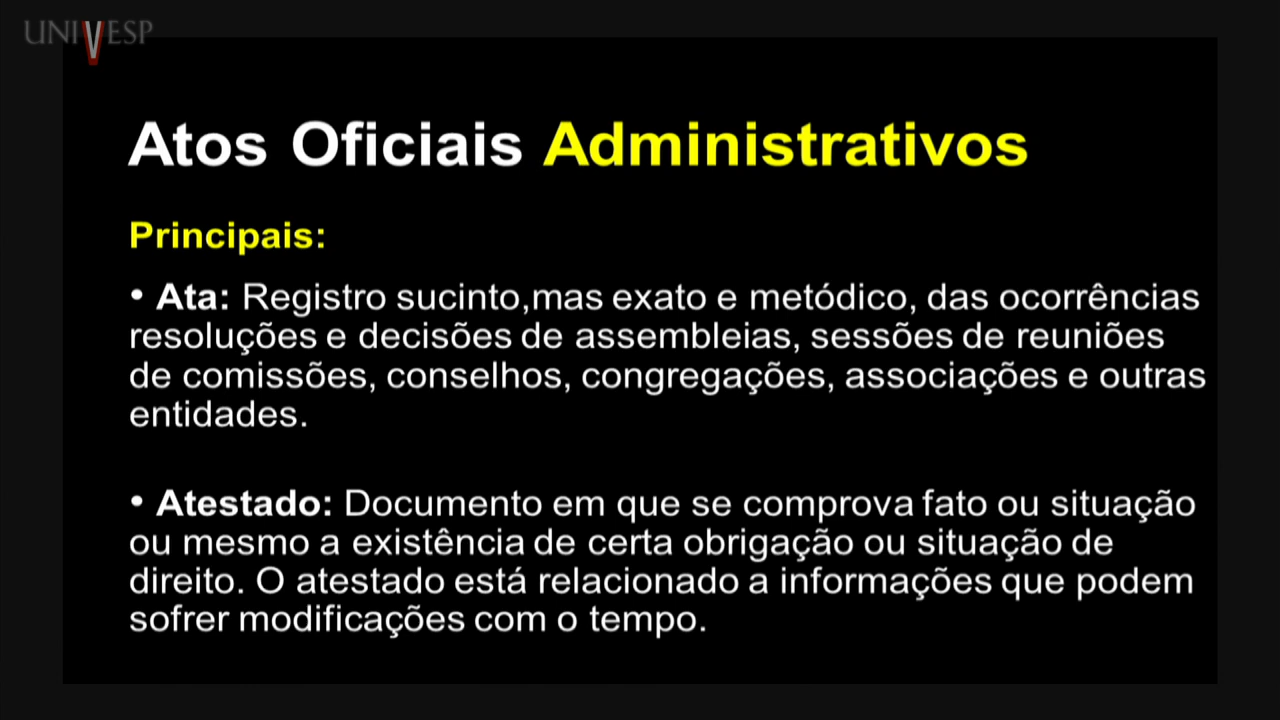 UNIVESP
Atos Oficiais Administrativos
Principais:
• Ata: Registro sucinto,mas exato e metódico, das ocorrências
resoluções e decisões de assembleias, sessões de reuniões
de comissões, conselhos, congregações, associações e outras
entidades.
• Atestado: Documento em que se comprova fato ou situação
ou mesmo a existência de certa obrigação ou situação de
direito. O atestado está relacionado a informações que podem
sofrer modificações com o tempo.